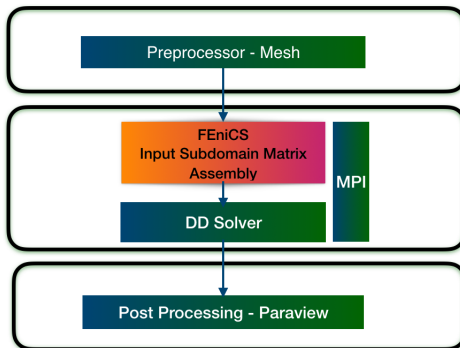 Preprocessor - Mesh
FEniCS
Input Subdomain Matrix
Assembly
MPI
DD Solver
Post Processing - Paraview